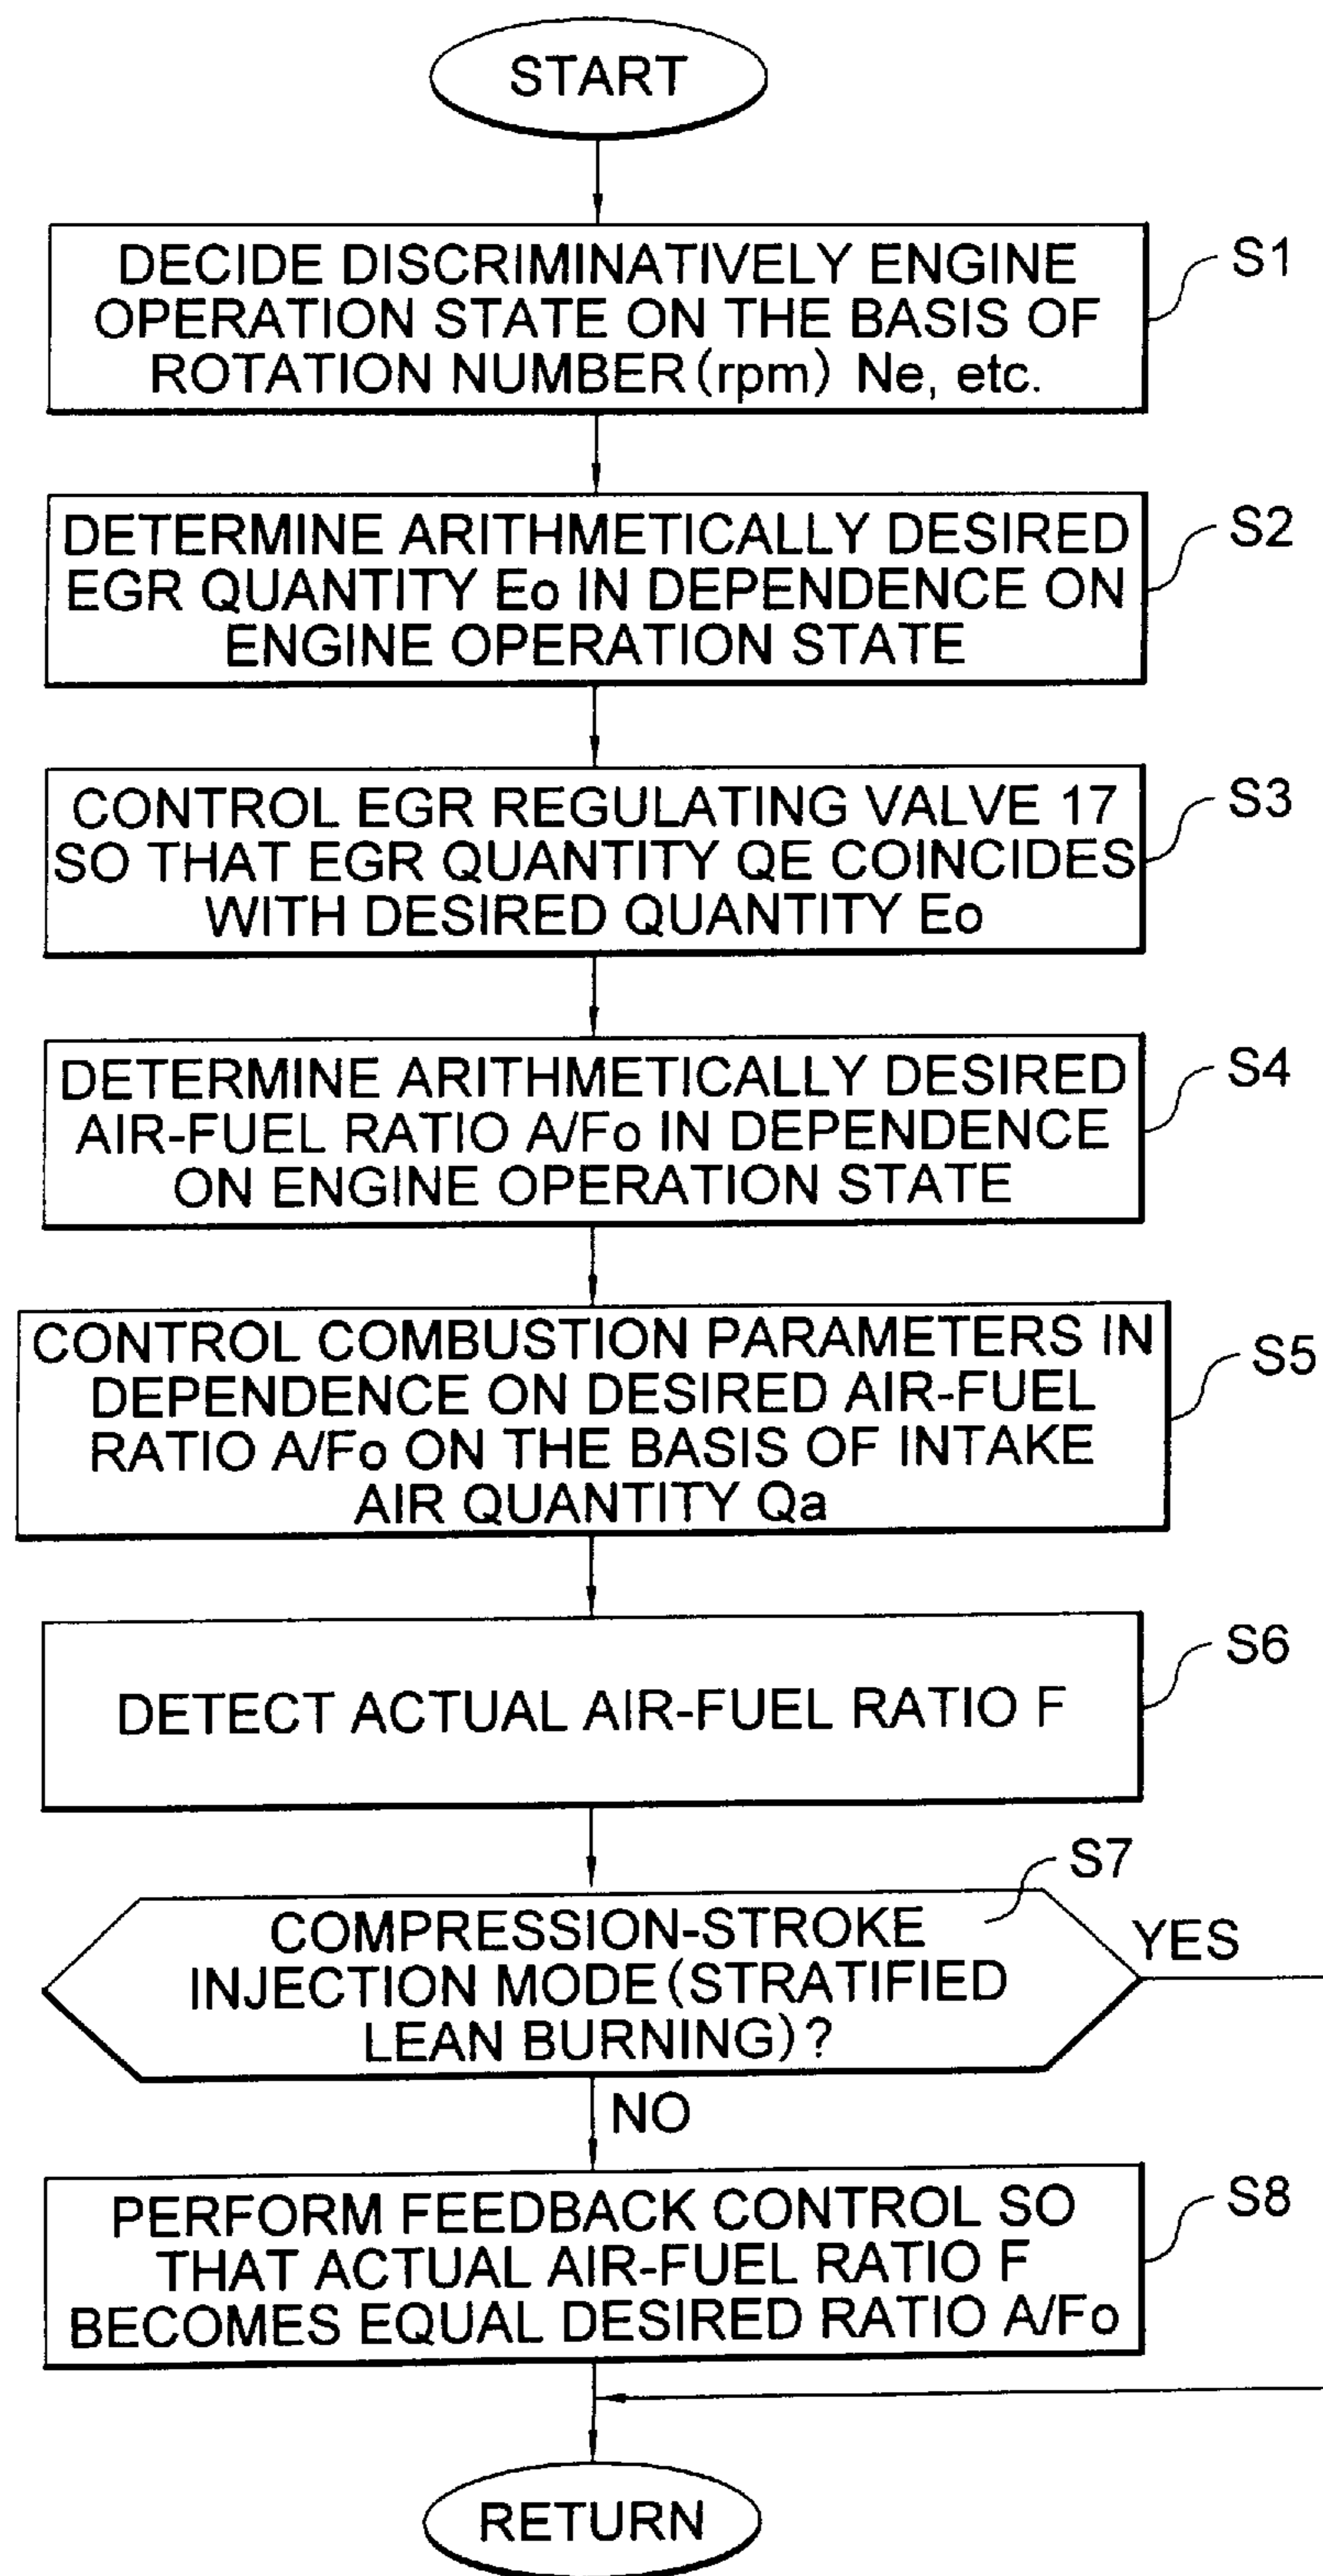 START
DECIDE DISCRIMINATIVELY ENGINE
OPERATION STATE ON THE BASIS OF
ROTATION NUMBER (rpm) Ne, etc.
S1
DETERMINE ARITHMETICALLY DESIRED
EGR QUANTITY Eo IN DEPENDENCE ON
ENGINE OPERATION STATE
S2
CONTROL EGR REGULATING VALVE 17
SO THAT EGR QUANTITY QE COINCIDES
WITH DESIRED QUANTITY Eo
S3
DETERMINE ARITHMETICALLY DESIRED
AIR-FUEL RATIO A/Fo IN DEPENDENCE
ON ENGINE OPERATION STATE
S4
CONTROL COMBUSTION PARAMETERS IN
DEPENDENCE ON DESIRED AIR-FUEL
RATIO A/Fo ON THE BASIS OF INTAKE
AIR QUANTITY Qa
S5
DETECT ACTUAL AIR-FUEL RATIO F
S6
S7
COMPRESSION-STROKE
INJECTION MODE (STRATIFIED
LEAN BURNING) ?
YES
NO
PERFORM FEEDBACK CONTROL SO
THAT ACTUAL AIR-FUEL RATIO F
BECOMES EQUAL DESIRED RATIO A/Fo
S8
RETURN